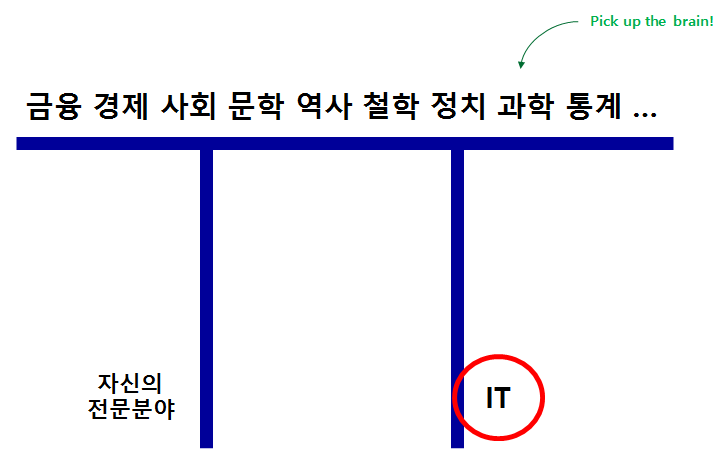 Pick up the brain!
금융 경제 사회 문학 역사 철학 정치 과학 통계 ...
자신의
전문분야
IT